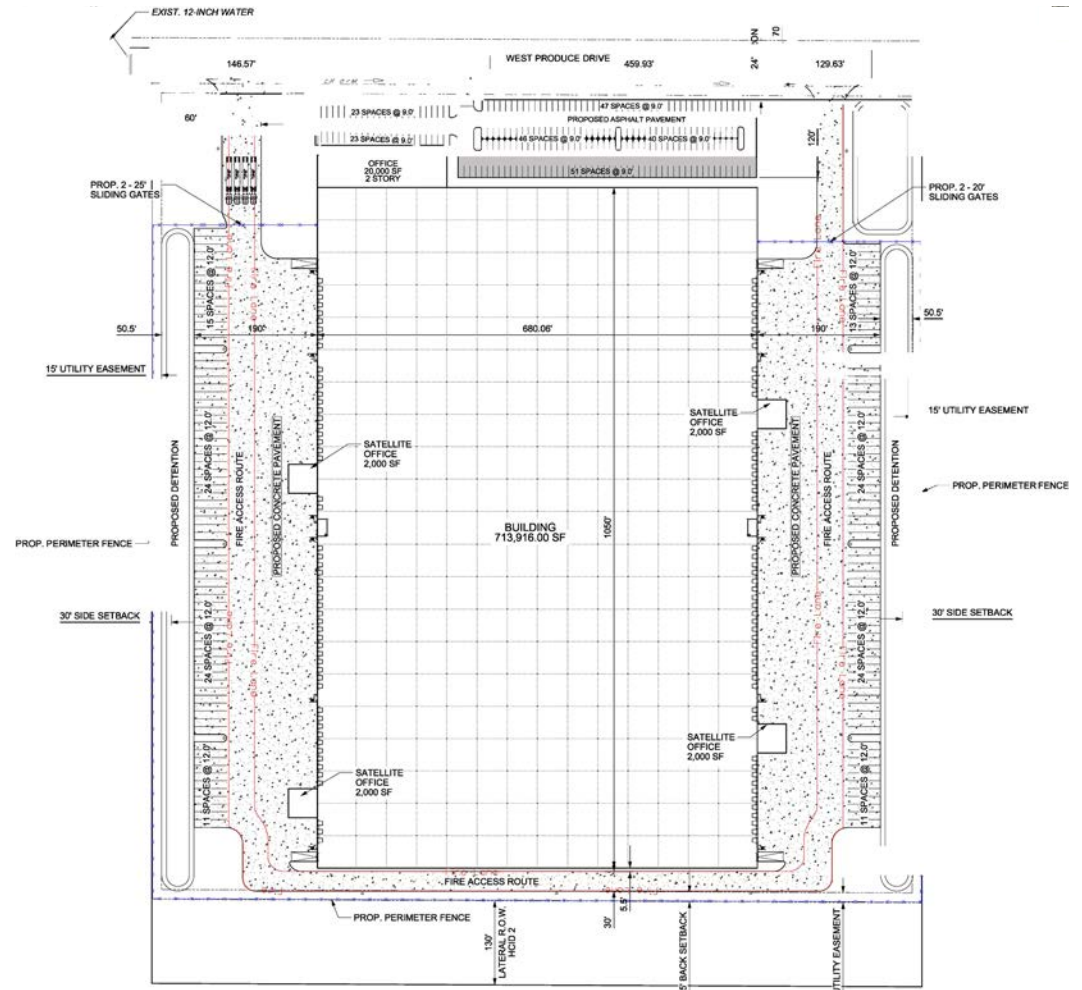 EXIST. 12-INCH WATER
WEST PRODUCE DRIVE
146.57'
459.93'
24'
70
129.63'
23 SPACES @ 9.0'
47 SPACES @ 9.0'
PROPOSED ASPHALT PAVEMENT
60'
23 SPACES @ 9.0'
46 SPACES @ 9.0'
40 SPACES @ 9.0'
120'
OFFICE
20,000 SF
2 STORY
51 SPACES @ 9.0'
PROP. 2 - 25'
SLIDING GATES
PROP. 2 - 20'
SLIDING GATES
15 SPACES @ 12.0'
13 SPACES @ 12.0'
50.5'
190'
680.06'
190'
50.5'
15' UTILITY EASEMENT
15' UTILITY EASEMENT
SATELLITE
OFFICE
2,000 SF
SATELLITE
OFFICE
2,000 SF
PROPOSED DETENTION
24 SPACES @ 12.0'
FIRE ACCESS ROUTE
PROPOSED CONCRETE PAVEMENT
BUILDING
713,916.00 SF
1050'
PROPOSED CONCRETE PAVEMENT
FIRE ACCESS ROUTE
24 SPACES @ 12.0'
PROPOSED DETENTION
PROP. PERIMETER FENCE
PROP. PERIMETER FENCE
30' SIDE SETBACK
30' SIDE SETBACK
24 SPACES @ 12.0'
Fire Lane
Fire Lane
24 SPACES @ 12.0'
SATELLITE
OFFICE
2,000 SF
SATELLITE
OFFICE
2,000 SF
11 SPACES @ 12.0'
11 SPACES @ 12.0'
FIRE ACCESS ROUTE
5.5'
30'
PROP. PERIMETER FENCE
130'
LATERAL R.O.W.
HCID 2
5' BACK SETBACK
UTILITY EASEMENT